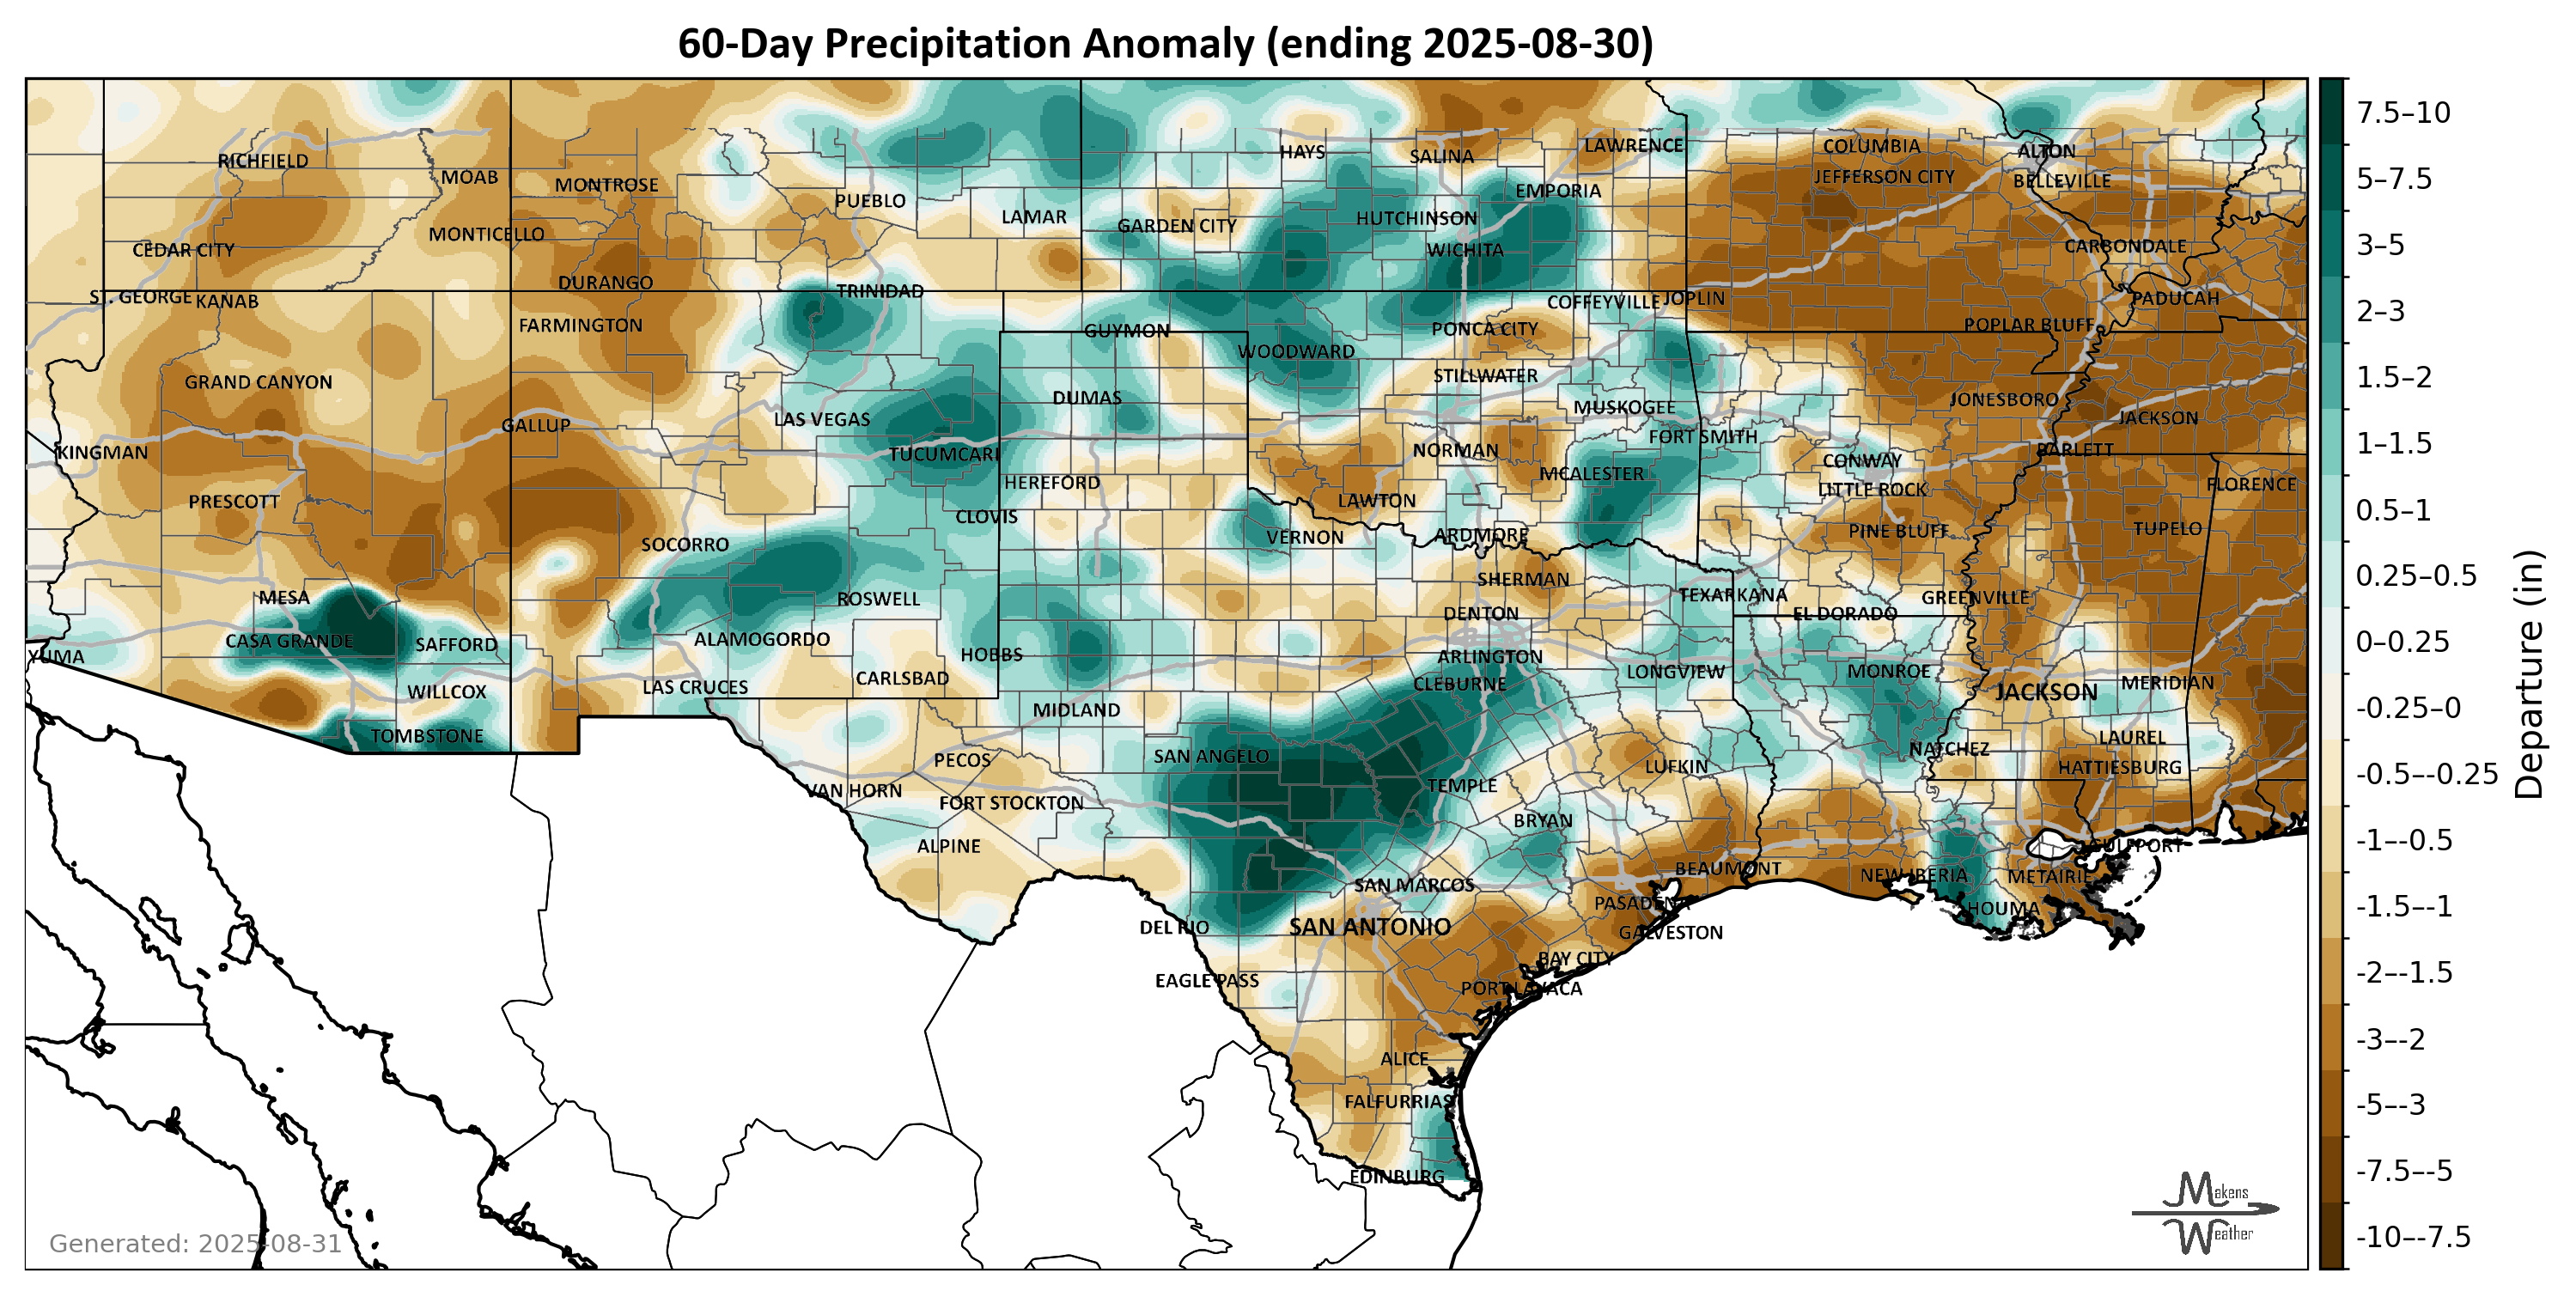 60-Day Precipitation Anomaly (ending 2025-08-30)
RICHFIELD
MOAB
MONTROSE
PUEBLO
LAMAR
HAYS
SALINA
LAWRENCE
EMPORIA
COLUMBIA
JEFFERSON CITY
ALTON
BELLEVILLE
MONTICELLO
CEDAR CITY
GARDEN CITY
HUTCHINSON
WICHITA
CARBONDALE
DURANGO
TRINIDAD
ST. GEORGE
KANAB
COFFEYVILLE
JOPLIN
PADUCAH
FARMINGTON
GUYMON
PONCA CITY
POPLAR BLUFF
WOODWARD
STILLWATER
GRAND CANYON
DUMAS
MUSKOGEE
JONESBORO
JACKSON
GALLUP
LAS VEGAS
FORT SMITH
KINGMAN
TUCUMCARI
NORMAN
BARLETT
CONWAY
MCALESTER
HEREFORD
LITTLE ROCK
FLORENCE
PRESCOTT
LAWTON
CLOVIS
PINE BLUFF
TUPELO
SOCORRO
VERNON
ARDMORE
SHERMAN
MESA
ROSWELL
TEXARKANA
GREENVILLE
DENTON
EL DORADO
CASA GRANDE
SAFFORD
ALAMOGORDO
YUMA
HOBBS
ARLINGTON
LONGVIEW
MONROE
CARLSBAD
CLEBURNE
LAS CRUCES
WILLCOX
JACKSON
MERIDIAN
MIDLAND
TOMBSTONE
LAUREL
NATCHEZ
SAN ANGELO
PECOS
LUFKIN
HATTIESBURG
VAN HORN
TEMPLE
FORT STOCKTON
BRYAN
ALPINE
GULFPORT
BEAUMONT
NEW IBERIA
METAIRIE
SAN MARCOS
PASADENA
HOUMA
DEL RIO
SAN ANTONIO
GALVESTON
BAY CITY
EAGLE PASS
PORT LAVACA
ALICE
FALFURRIAS
EDINBURG
Generated: 2025-08-31
Makens
Weather
7.5–10
5–7.5
3–5
2–3
1.5–2
1–1.5
0.5–1
0.25–0.5
0–0.25
-0.25–0
-0.5–-0.25
-1–-0.5
-1.5–-1
-2–-1.5
-3–-2
-5–-3
-7.5–-5
-10–-7.5
Departure (in)